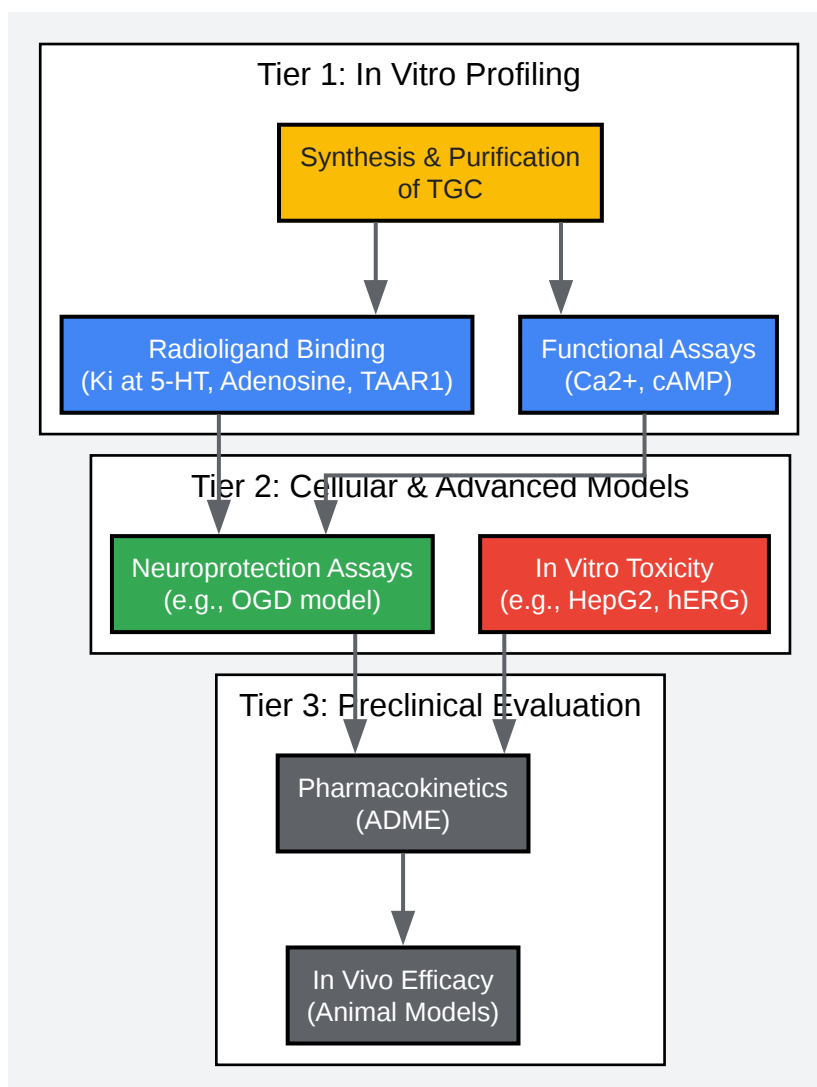 Tier 1: In Vitro Profiling
Synthesis & Purification
of TGC
Radioligand Binding
(Ki at 5-HT, Adenosine, TAAR1)
Functional Assays
(Ca2+, cAMP)
Tier 2: Cellular & Advanced Models
Neuroprotection Assays
(e.g., OGD model)
In Vitro Toxicity
(e.g., HepG2, hERG)
Tier 3: Preclinical Evaluation
Pharmacokinetics
(ADME)
In Vivo Efficacy
(Animal Models)